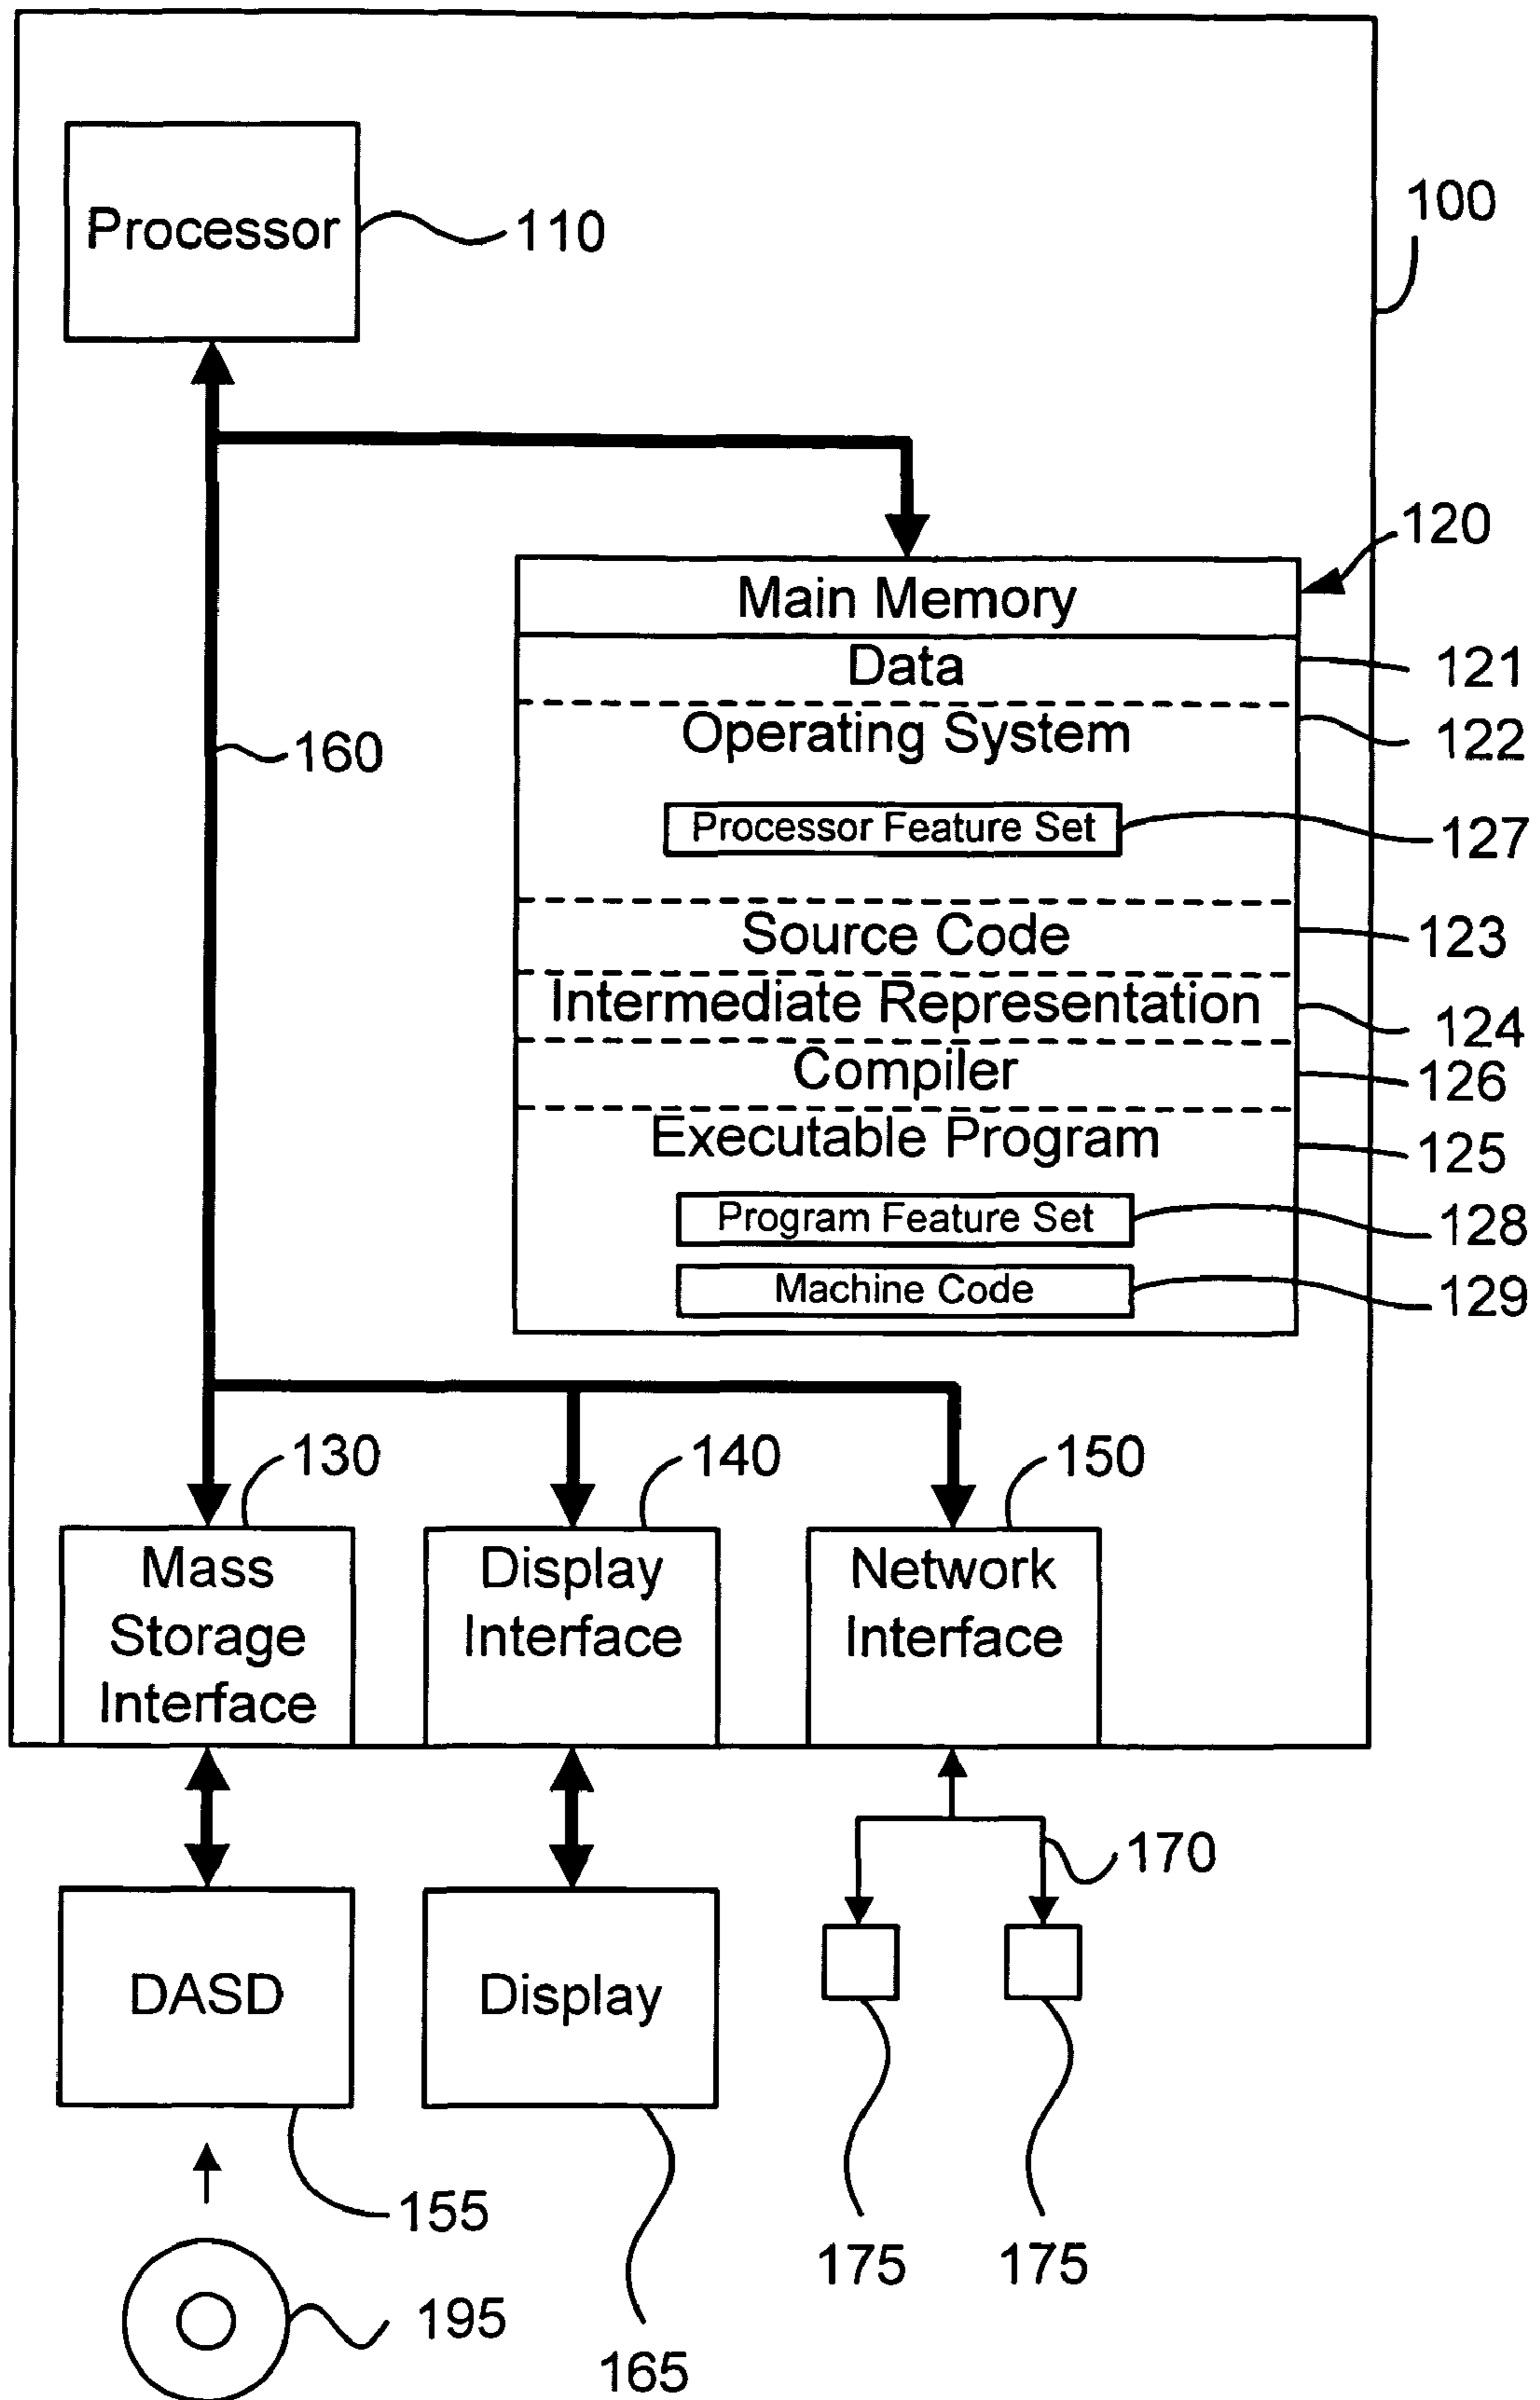 Processor
110
100
120
Main Memory
Data
121
Operating System
122
160
Processor Feature Set
127
Source Code
123
Intermediate Representation
124
Compiler
126
Executable Program
125
Program Feature Set
128
Machine Code
129
130
140
150
Mass
Storage
Interface
Display
Interface
Network
Interface
170
DASD
Display
155
175
175
195
165